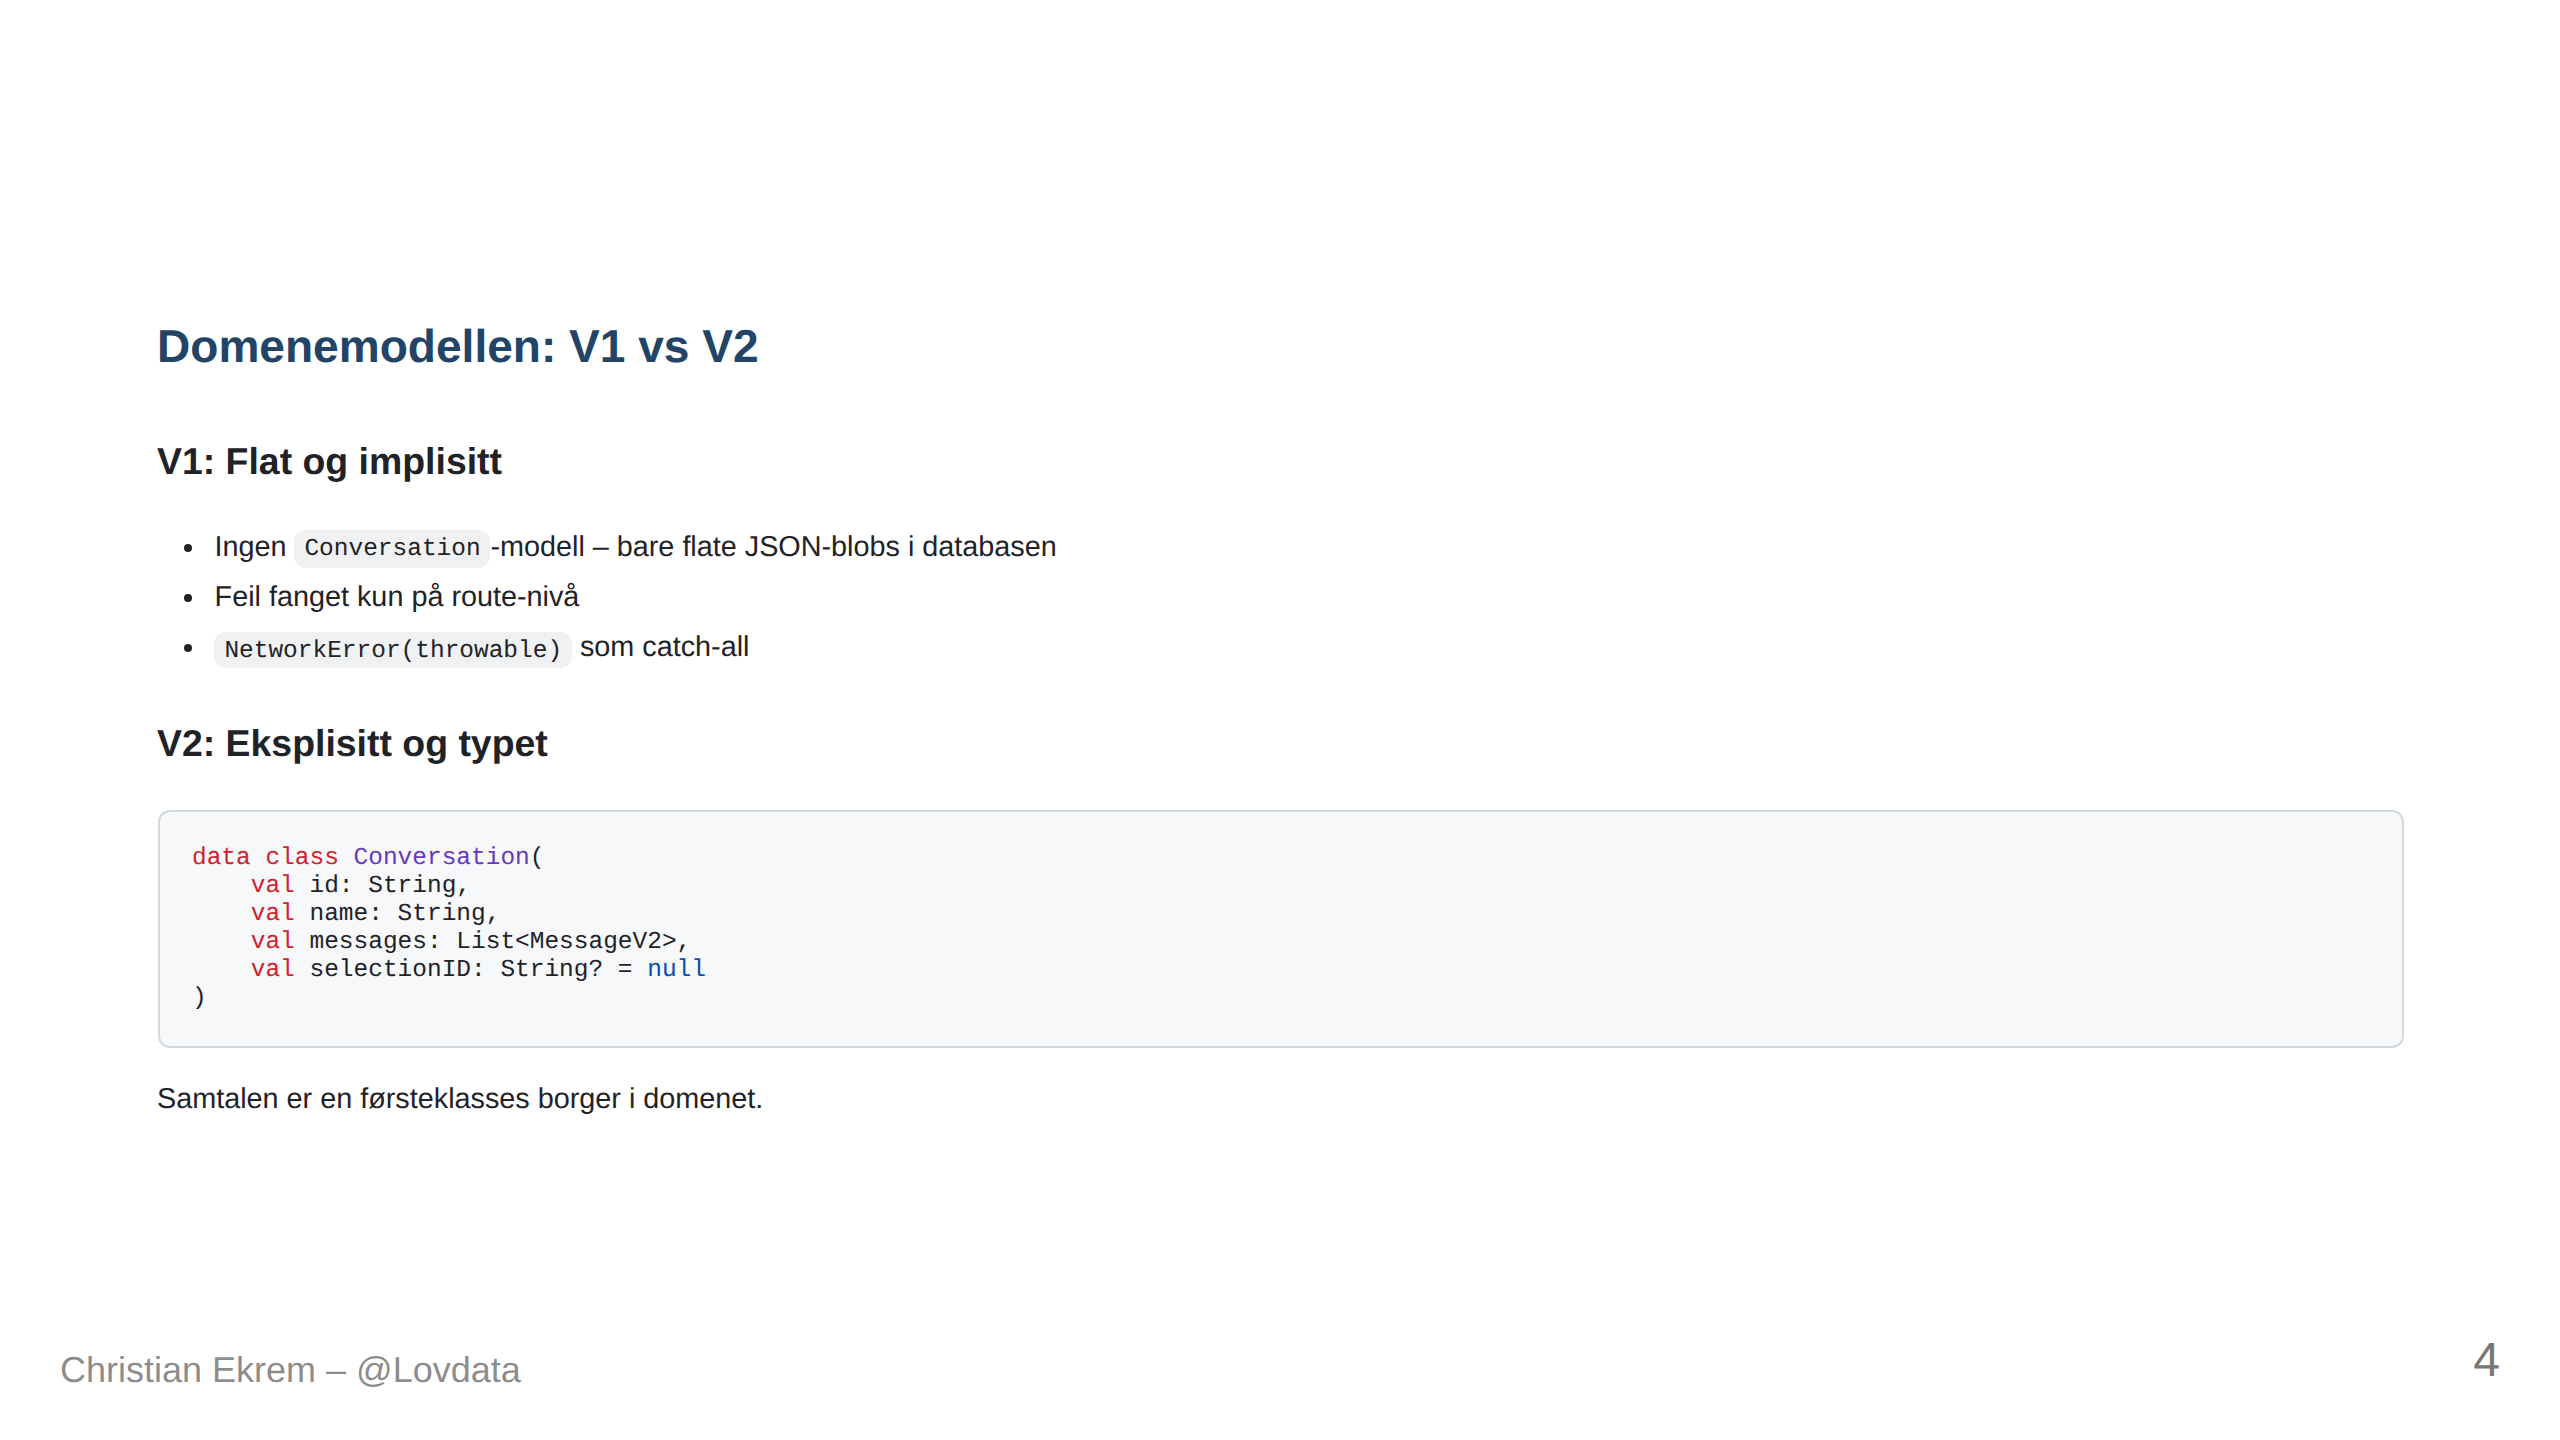 Domenemodellen: V1 vs V2
V1: Flat og implisitt
• Ingen Conversation-modell – bare flate JSON-blobs i databasen
• Feil fanget kun på route-nivå
• NetworkError(throwable) som catch-all
V2: Eksplisitt og typet
data class Conversation(
    val id: String,
    val name: String,
    val messages: List<MessageV2>,
    val selectionID: String? = null
)
Samtalen er en førsteklasses borger i domenet.
Christian Ekrem – @Lovdata
4